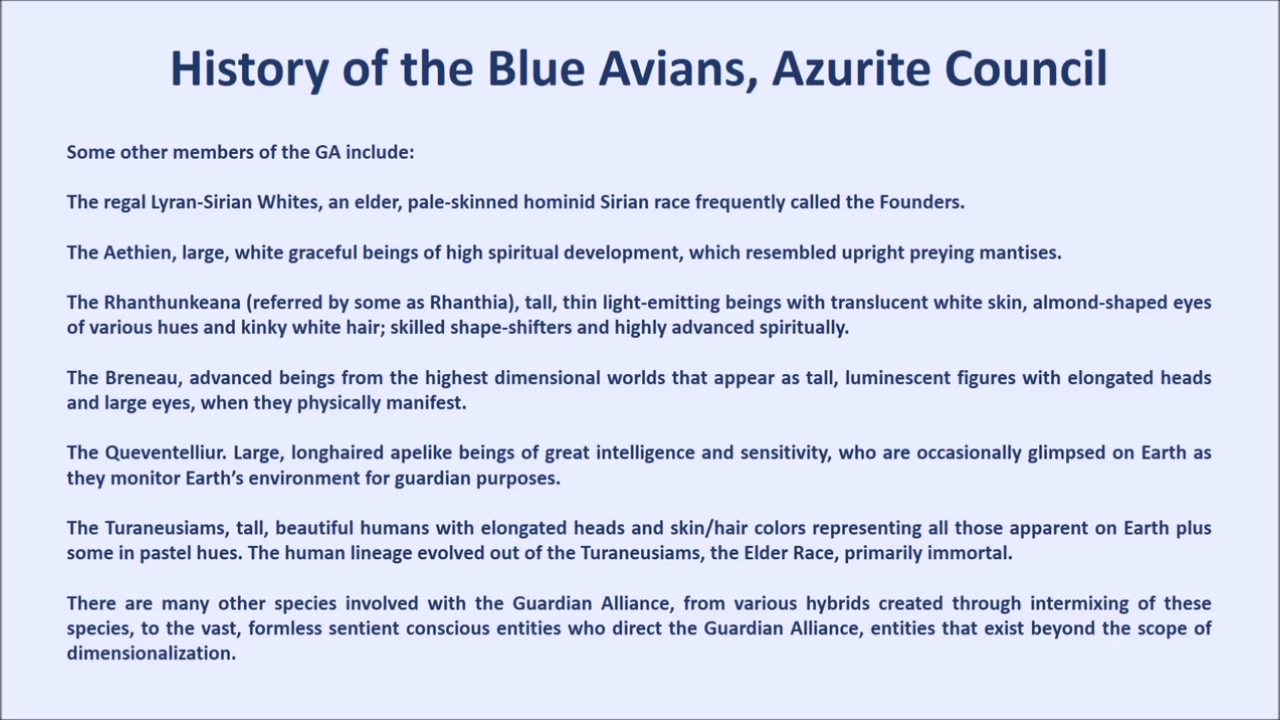 History of the Blue Avians, Azurite Council
Some other members of the GA include:
The regal Lyran-Sirian Whites, an elder, pale-skinned hominid Sirian race frequently called the Founders.
The Aethien, large, white graceful beings of high spiritual development, which resembled upright preying mantises.
The Rhanthunkeana (referred by some as Rhanthia), tall, thin light-emitting beings with translucent white skin, almond-shaped eyes
of various hues and kinky white hair; skilled shape-shifters and highly advanced spiritually.
The Breneau, advanced beings from the highest dimensional worlds that appear as tall, luminescent figures with elongated heads
and large eyes, when they physically manifest.
The Queventelliur. Large, longhaired apelike beings of great intelligence and sensitivity, who are occasionally glimpsed on Earth as
they monitor Earth’s environment for guardian purposes.
The Turaneusiams, tall, beautiful humans with elongated heads and skin/hair colors representing all those apparent on Earth plus
some in pastel hues. The human lineage evolved out of the Turaneusiams, the Elder Race, primarily immortal.
There are many other species involved with the Guardian Alliance, from various hybrids created through intermixing of these
species, to the vast, formless sentient conscious entities who direct the Guardian Alliance, entities that exist beyond the scope of
dimensionalization.